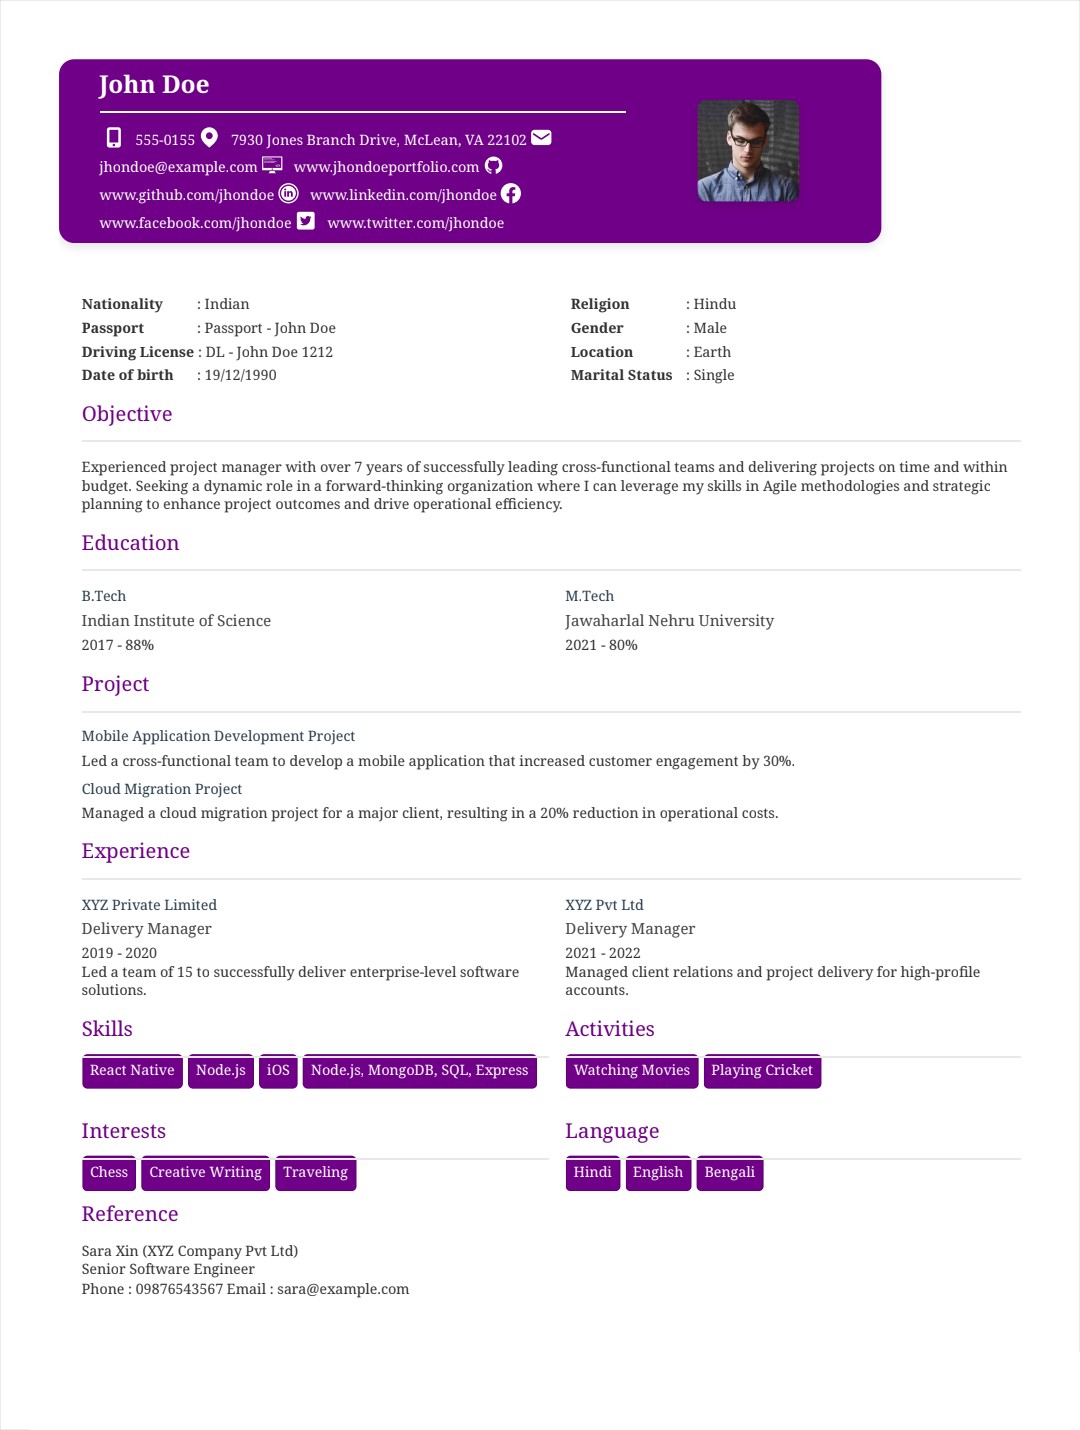 John Doe
555-0155 7930 Jones Branch Drive, McLean, VA 22102
jhondoe@example.com www.jhondoeportfolio.com
www.github.com/jhondoe www.linkedin.com/jhondoe
www.facebook.com/jhondoe www.twitter.com/jhondoe
Nationality : Indian
Passport : Passport - John Doe
Driving License : DL - John Doe 1212
Date of birth : 19/12/1990
Religion : Hindu
Gender : Male
Location : Earth
Marital Status : Single
Objective
Experienced project manager with over 7 years of successfully leading cross-functional teams and delivering projects on time and within
budget. Seeking a dynamic role in a forward-thinking organization where I can leverage my skills in Agile methodologies and strategic
planning to enhance project outcomes and drive operational efficiency.
Education
B.Tech
Indian Institute of Science
2017 - 88%
M.Tech
Jawaharlal Nehru University
2021 - 80%
Project
Mobile Application Development Project
Led a cross-functional team to develop a mobile application that increased customer engagement by 30%.
Cloud Migration Project
Managed a cloud migration project for a major client, resulting in a 20% reduction in operational costs.
Experience
XYZ Private Limited
Delivery Manager
2019 - 2020
Led a team of 15 to successfully deliver enterprise-level software
solutions.
XYZ Pvt Ltd
Delivery Manager
2021 - 2022
Managed client relations and project delivery for high-profile
accounts.
Skills
React Native Node.js iOS Node.js, MongoDB, SQL, Express
Activities
Watching Movies Playing Cricket
Interests
Chess Creative Writing Traveling
Language
Hindi English Bengali
Reference
Sara Xin (XYZ Company Pvt Ltd)
Senior Software Engineer
Phone : 09876543567 Email : sara@example.com